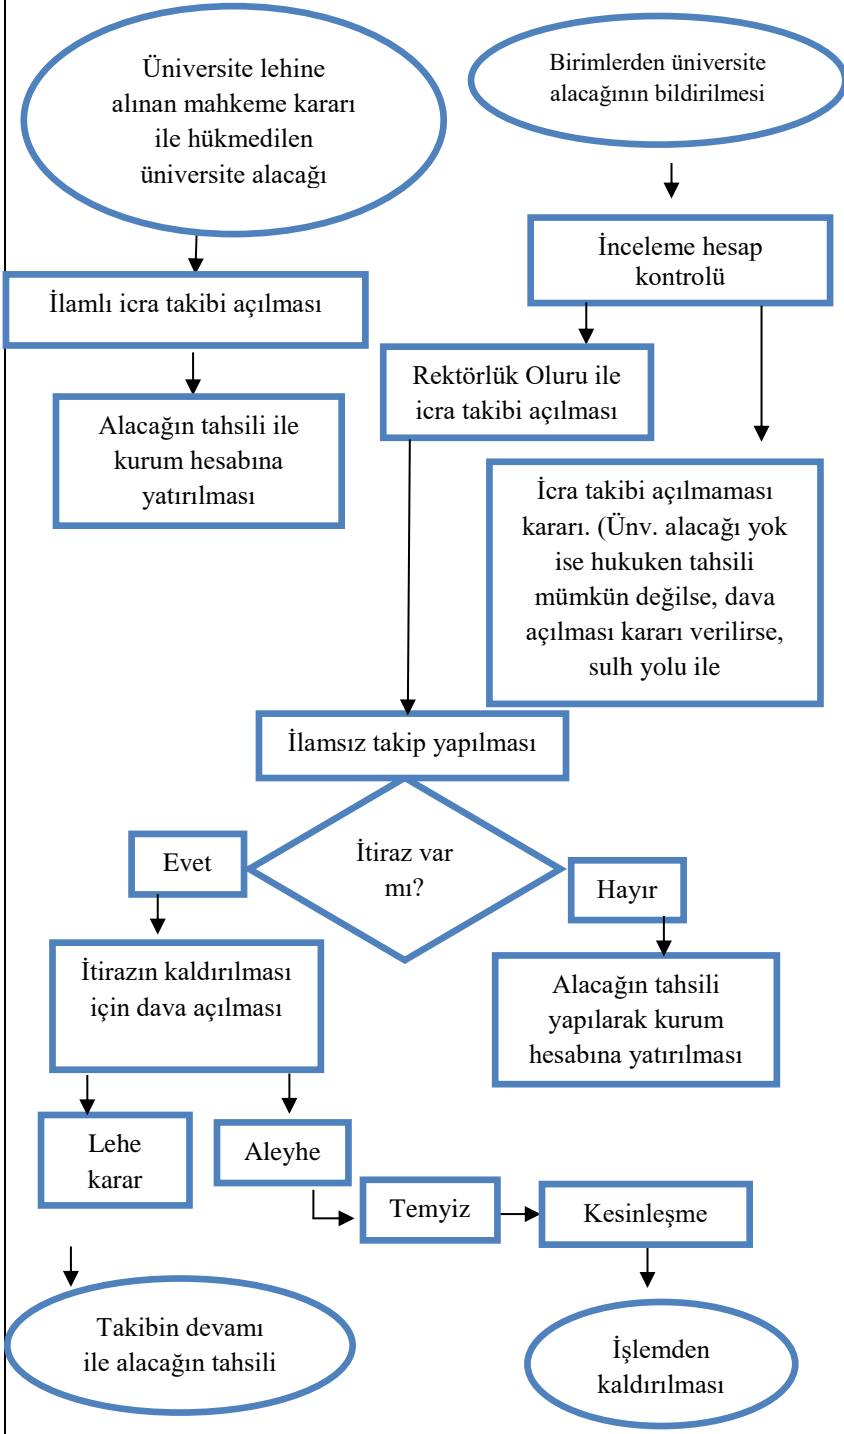 Üniversite lehine
alınan mahkeme kararı
ile hükmedilen
üniversite alacağı
Birimlerden üniversite
alacağının bildirilmesi
İnceleme hesap
kontrolü
İlamlı icra takibi açılması
Rektörlük Oluru ile
icra takibi açılması
Alacağın tahsili ile
kurum hesabına
yatırılması
İcra takibi açılmaması
kararı. (Ünv. alacağı yok
ise hukuken tahsili
mümkün değilse, dava
açılması kararı verilirse,
sulh yolu ile
İlamsız takip yapılması
İtiraz var
mı?
Evet
Hayır
İtirazın kaldırılması
için dava açılması
Alacağın tahsili
yapılarak kurum
hesabına yatırılması
Lehe
karar
Aleyhe
Temyiz
Kesinleşme
Takibin devamı
ile alacağın tahsili
İşlemden
kaldırılması